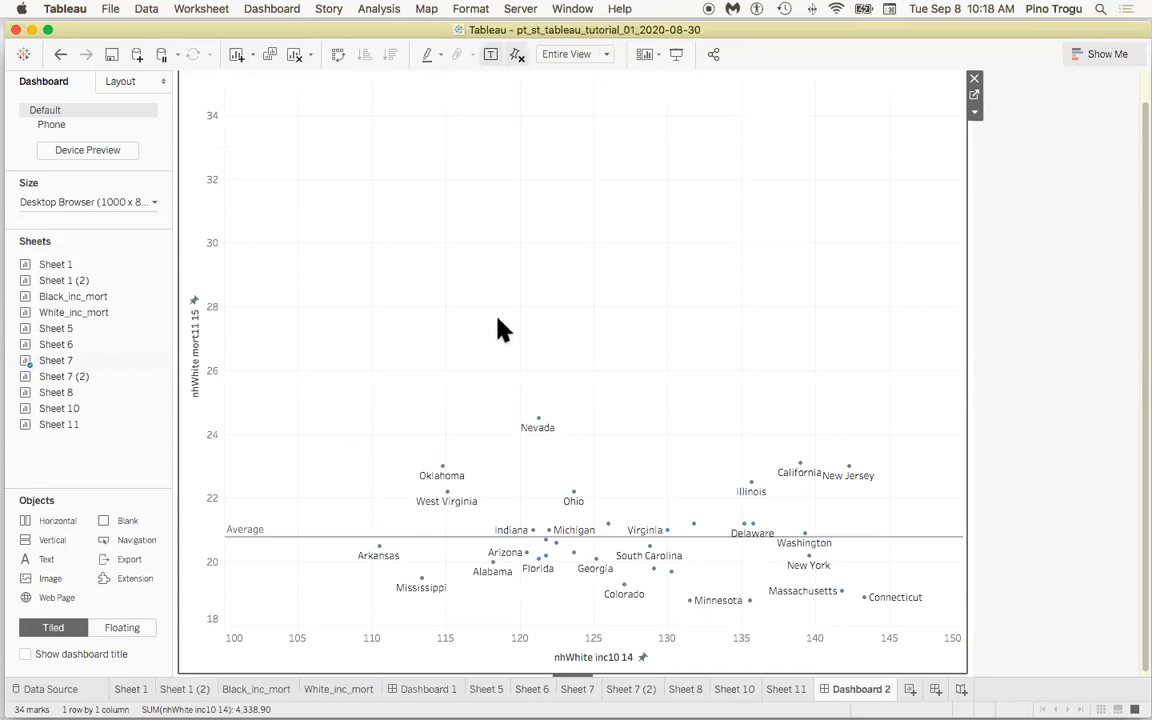 Tableau File Data Worksheet Dashboard Story Analysis Map Format Server Window Help Tue Sep 8 10:18 AM Pino Trogu
Tableau - pt_st_tableau_tutorial_01_2020-08-30
Entire View Show Me
Dashboard Layout
Default
Phone
Device Preview
Size
Desktop Browser (1000 x 8...
Sheets
Sheet 1
Sheet 1 (2)
Black_inc_mort
White_inc_mort
Sheet 5
Sheet 6
Sheet 7
Sheet 7 (2)
Sheet 8
Sheet 10
Sheet 11
Objects
Horizontal Blank
Vertical Navigation
Text Export
Image Extension
Web Page
Tiled Floating
Show dashboard title
34
32
30
28
26
24
22
20
18
nhWhite mort11 15
Nevada
Oklahoma
California
New Jersey
Illinois
West Virginia
Ohio
Average
Indiana
Michigan
Virginia
Delaware
Washington
Arkansas
Arizona
South Carolina
Alabama
Florida
Georgia
New York
Mississippi
Colorado
Massachusetts
Minnesota
Connecticut
100 105 110 115 120 125 130 135 140 145 150
nhWhite inc10 14
Data Source Sheet 1 Sheet 1 (2) Black_inc_mort White_inc_mort Dashboard 1 Sheet 5 Sheet 6 Sheet 7 Sheet 7 (2) Sheet 8 Sheet 10 Sheet 11 Dashboard 2
34 marks 1 row by 1 column SUM(nhWhite inc10 14): 4,338.90